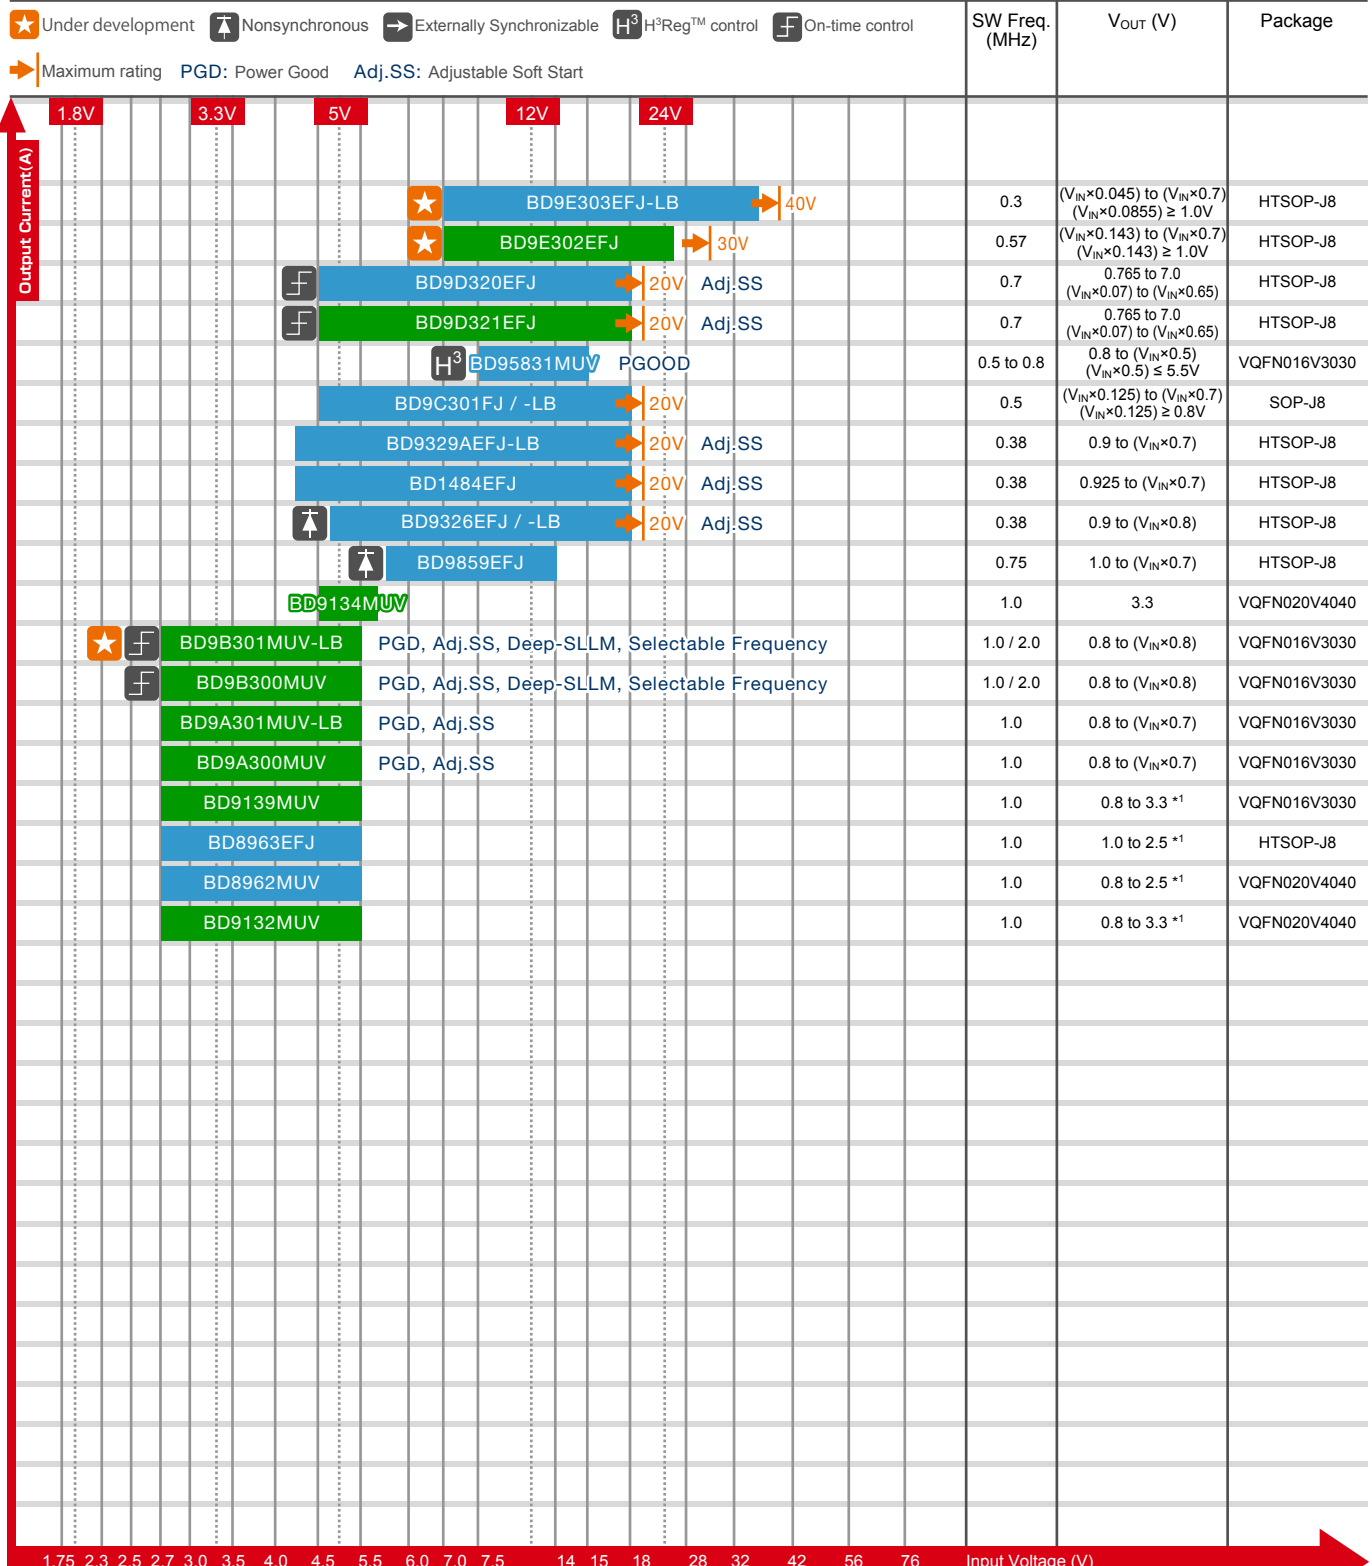 Under development Nonsynchronous Externally Synchronizable H³ H³Reg™ control On-time control
Maximum rating PGD: Power Good Adj.SS: Adjustable Soft Start
SW Freq. (MHz) VOUT (V) Package
1.8V 3.3V 5V 12V 24V
Output Current(A)
BD9E303EFJ-LB 40V 0.3 (VIN×0.045) to (VIN×0.7) (VIN×0.0855) ≥ 1.0V HTSOP-J8
BD9E302EFJ 30V 0.57 (VIN×0.143) to (VIN×0.7) (VIN×0.143) ≥ 1.0V HTSOP-J8
BD9D320EFJ 20V Adj.SS 0.7 0.765 to 7.0 (VIN×0.07) to (VIN×0.65) HTSOP-J8
BD9D321EFJ 20V Adj.SS 0.7 0.765 to 7.0 (VIN×0.07) to (VIN×0.65) HTSOP-J8
H³ BD95831MUV PGOOD 0.5 to 0.8 0.8 to (VIN×0.5) (VIN×0.5) ≤ 5.5V VQFN016V3030
BD9C301FJ / -LB 20V 0.5 (VIN×0.125) to (VIN×0.7) (VIN×0.125) ≥ 0.8V SOP-J8
BD9329AEFJ-LB 20V Adj.SS 0.38 0.9 to (VIN×0.7) HTSOP-J8
BD1484EFJ 20V Adj.SS 0.38 0.925 to (VIN×0.7) HTSOP-J8
BD9326EFJ / -LB 20V Adj.SS 0.38 0.9 to (VIN×0.8) HTSOP-J8
BD9859EFJ 0.75 1.0 to (VIN×0.7) HTSOP-J8
BD9134MUV 1.0 3.3 VQFN020V4040
BD9B301MUV-LB PGD, Adj.SS, Deep-SLLM, Selectable Frequency 1.0 / 2.0 0.8 to (VIN×0.8) VQFN016V3030
BD9B300MUV PGD, Adj.SS, Deep-SLLM, Selectable Frequency 1.0 / 2.0 0.8 to (VIN×0.8) VQFN016V3030
BD9A301MUV-LB PGD, Adj.SS 1.0 0.8 to (VIN×0.7) VQFN016V3030
BD9A300MUV PGD, Adj.SS 1.0 0.8 to (VIN×0.7) VQFN016V3030
BD9139MUV 1.0 0.8 to 3.3 *1 VQFN016V3030
BD8963EFJ 1.0 1.0 to 2.5 *1 HTSOP-J8
BD8962MUV 1.0 0.8 to 2.5 *1 VQFN020V4040
BD9132MUV 1.0 0.8 to 3.3 *1 VQFN020V4040
1.75 2.3 2.5 2.7 3.0 3.5 4.0 4.5 5.5 6.0 7.0 7.5 14 15 18 28 32 42 56 76 Input Voltage (V)